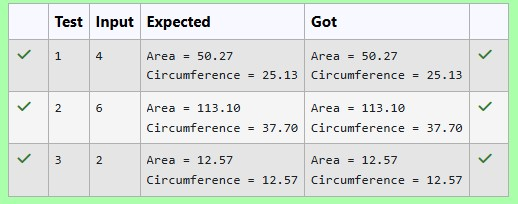 Test Input Expected Got
1 4 Area = 50.27 Area = 50.27
Circumference = 25.13 Circumference = 25.13
2 6 Area = 113.10 Area = 113.10
Circumference = 37.70 Circumference = 37.70
3 2 Area = 12.57 Area = 12.57
Circumference = 12.57 Circumference = 12.57